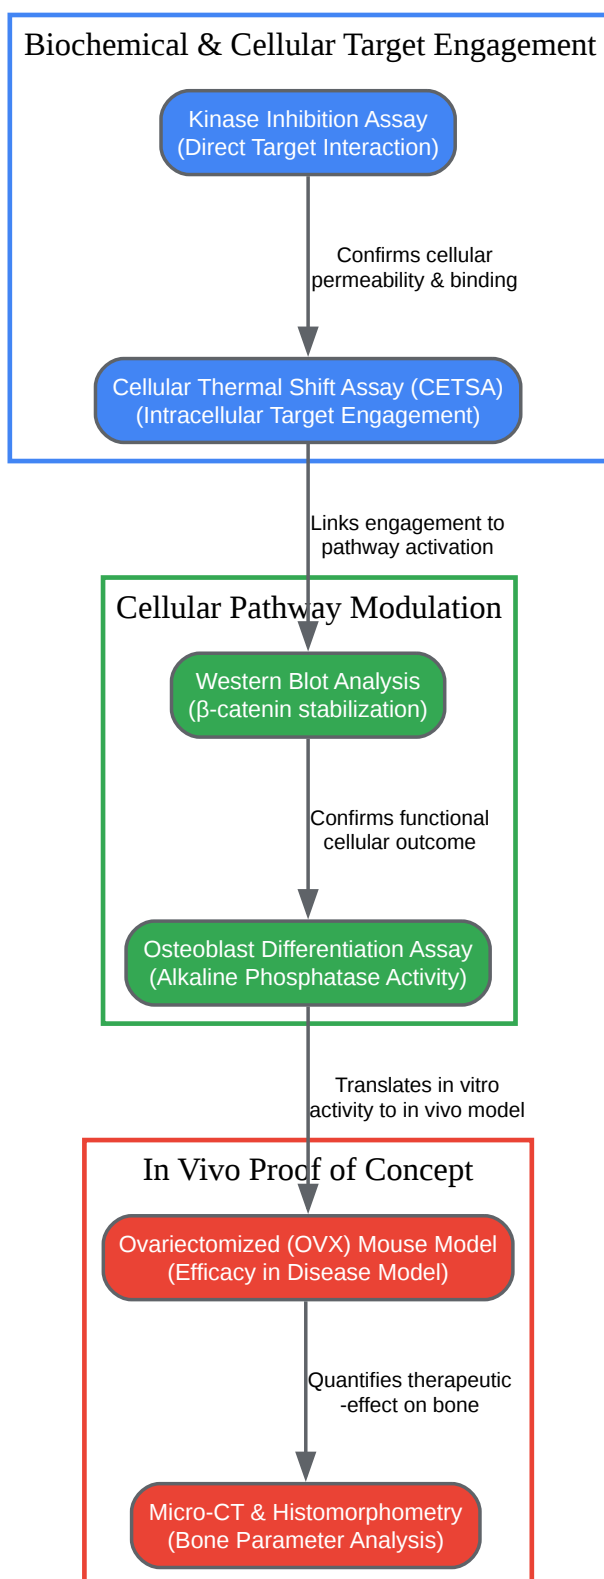 Biochemical & Cellular Target Engagement
Kinase Inhibition Assay
(Direct Target Interaction)
Confirms cellular
permeability & binding
Cellular Thermal Shift Assay (CETSA)
(Intracellular Target Engagement)
Links engagement to
pathway activation
Cellular Pathway Modulation
Western Blot Analysis
(β-catenin stabilization)
Confirms functional
cellular outcome
Osteoblast Differentiation Assay
(Alkaline Phosphatase Activity)
Translates in vitro
activity to in vivo model
In Vivo Proof of Concept
Ovariectomized (OVX) Mouse Model
(Efficacy in Disease Model)
Quantifies therapeutic
-effect on bone
Micro-CT & Histomorphometry
(Bone Parameter Analysis)